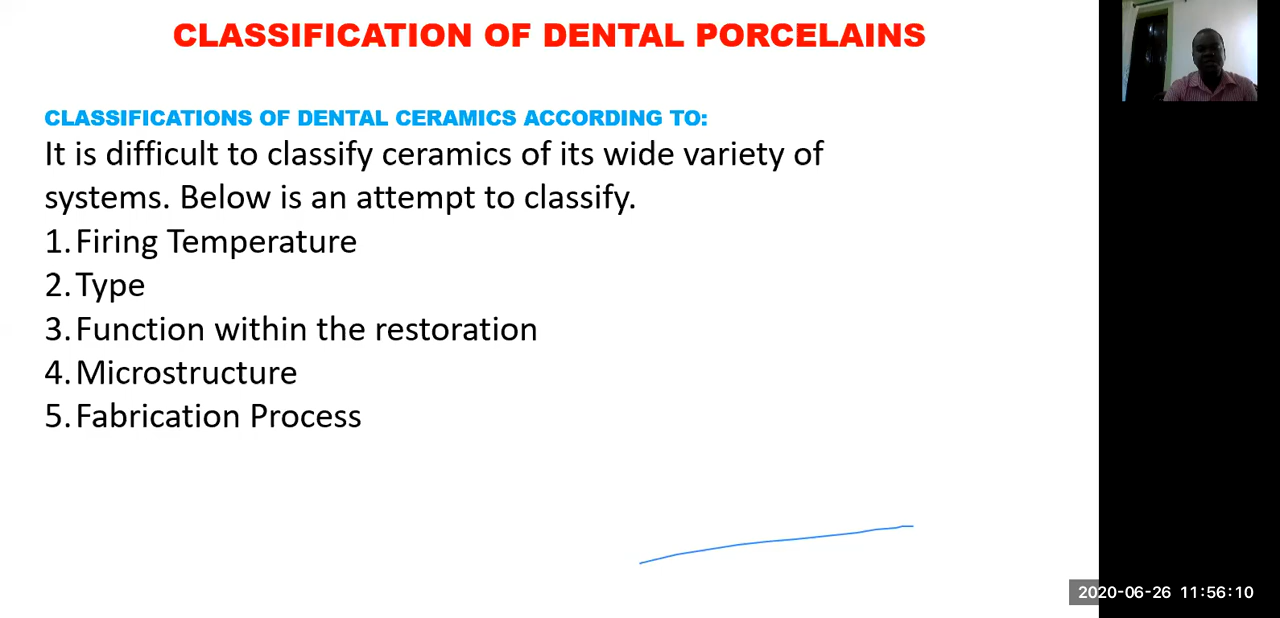 CLASSIFICATION OF DENTAL PORCELAINS
CLASSIFICATIONS OF DENTAL CERAMICS ACCORDING TO:
It is difficult to classify ceramics of its wide variety of
systems. Below is an attempt to classify.
1. Firing Temperature
2. Type
3. Function within the restoration
4. Microstructure
5. Fabrication Process
2020-06-26 11:56:10